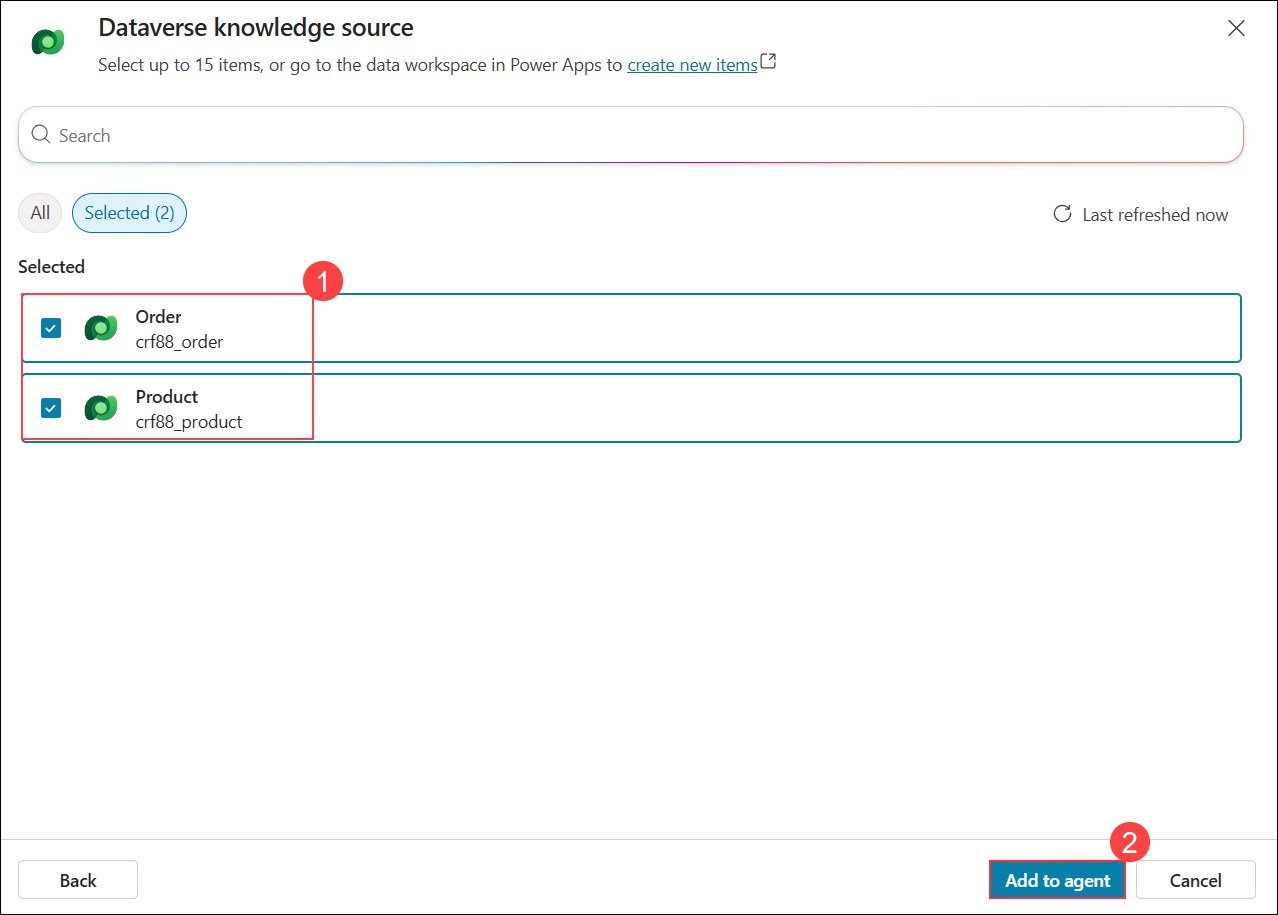 Dataverse knowledge source
Select up to 15 items, or go to the data workspace in Power Apps to create new items
Search
All
Selected (2)
Last refreshed now
Selected
1
Order
crf88_order
Product
crf88_product
2
Back
Add to agent
Cancel